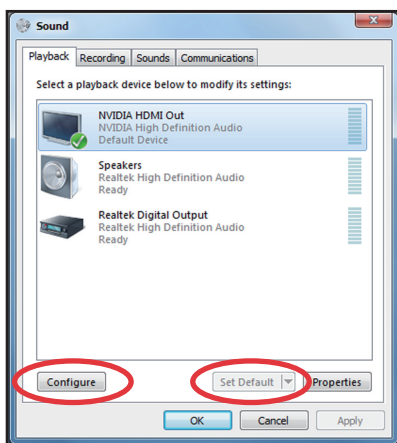 Sound
Playback Recording Sounds Communications
Select a playback device below to modify its settings:
NVIDIA HDMI Out
NVIDIA High Definition Audio
Default Device
Speakers
Realtek High Definition Audio
Ready
Realtek Digital Output
Realtek High Definition Audio
Ready
Configure Set Default Properties
OK Cancel Apply